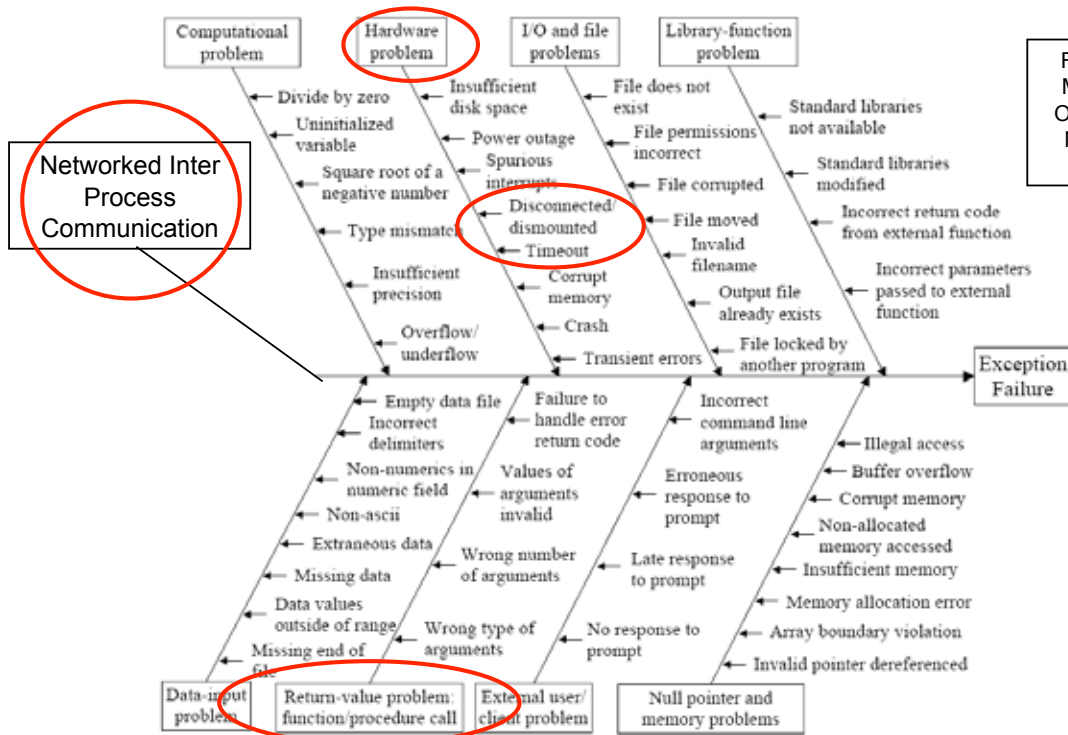 Computational
problem
Hardware
problem
I/O and file
problems
Library-function
problem
Networked Inter
Process
Communication
Divide by zero
Uninitialized
variable
Square root of a
negative number
Type mismatch
Insufficient
precision
Overflow/
underflow
Insufficient
disk space
Power outage
Spurious
interrupts
Disconnected/
dismounted
Timeout
Corrupt
memory
Crash
Transient errors
File does not
exist
File permissions
incorrect
File corrupted
File moved
Invalid
filename
Output file
already exists
File locked by
another program
Standard libraries
not available
Standard libraries
modified
Incorrect return code
from external function
Incorrect parameters
passed to external
function
Exception
Failure
Empty data file
Incorrect
delimiters
Non-numerics in
numeric field
Non-ascii
Extraneous data
Missing data
Data values
outside of range
Missing end of
file
Failure to
handle error
return code
Values of
arguments
invalid
Wrong number
of arguments
Wrong type of
arguments
Incorrect
command line
arguments
Erroneous
response to
prompt
Late response
to prompt
No response to
prompt
Illegal access
Buffer overflow
Corrupt memory
Non-allocated
memory accessed
Insufficient memory
Memory allocation error
Array boundary violation
Invalid pointer dereferenced
Data-input
problem
Return-value problem:
function/procedure call
External user/
client problem
Null pointer and
memory problems